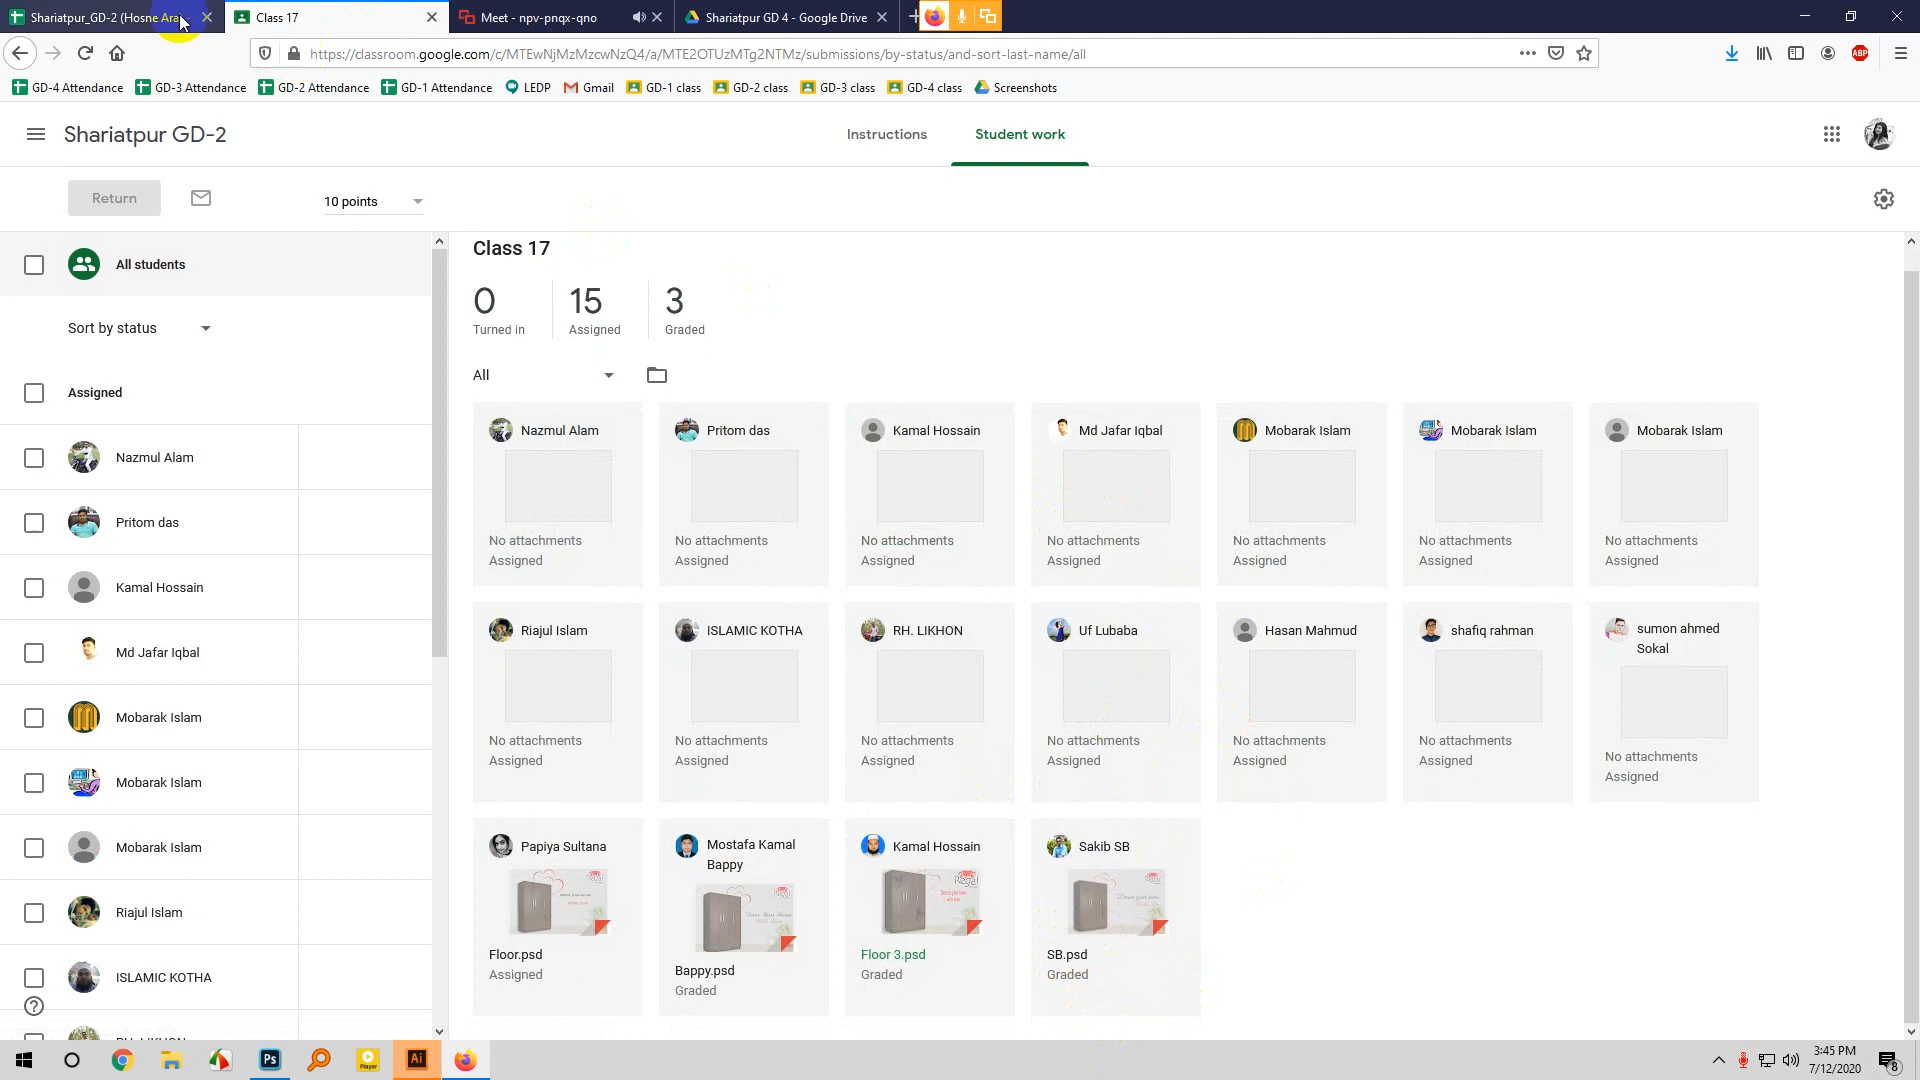 Shariatpur_GD-2 (Hosne Ara
Class 17
Meet - npv-pnqx-qno
Shariatpur GD 4 - Google Drive
https://classroom.google.com/c/MTEwNjMzMzcwNzQ4/a/MTE2OTUzMTg2NTMz/submissions/by-status/and-sort-last-name/all
ABP
GD-4 Attendance
GD-3 Attendance
GD-2 Attendance
GD-1 Attendance
LEDP
Gmail
GD-1 class
GD-2 class
GD-3 class
GD-4 class
Screenshots
Shariatpur GD-2
Instructions
Student work
Return
10 points
All students
Sort by status
Assigned
Nazmul Alam
Pritom das
Kamal Hossain
Md Jafar Iqbal
Mobarak Islam
Mobarak Islam
Mobarak Islam
Riajul Islam
ISLAMIC KOTHA
RH. LIKHON
Class 17
0
Turned in
15
Assigned
3
Graded
All
Nazmul Alam
No attachments
Assigned
Pritom das
No attachments
Assigned
Kamal Hossain
No attachments
Assigned
Md Jafar Iqbal
No attachments
Assigned
Mobarak Islam
No attachments
Assigned
Mobarak Islam
No attachments
Assigned
Mobarak Islam
No attachments
Assigned
Riajul Islam
No attachments
Assigned
ISLAMIC KOTHA
No attachments
Assigned
RH. LIKHON
No attachments
Assigned
Uf Lubaba
No attachments
Assigned
Hasan Mahmud
No attachments
Assigned
shafiq rahman
No attachments
Assigned
sumon ahmed
Sokal
No attachments
Assigned
Papiya Sultana
Floor.psd
Assigned
Mostafa Kamal
Bappy
Bappy.psd
Graded
Kamal Hossain
Regal
Floor 3.psd
Graded
Sakib SB
SB.psd
Graded
Ps
Player
Ai
3:45 PM
7/12/2020
8